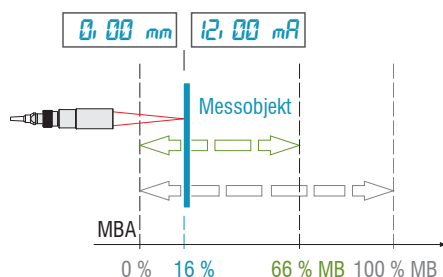 0,00 mm 12,00 mA
Messobjekt
MBA
0 % 16 % 66 % MB 100 % MB